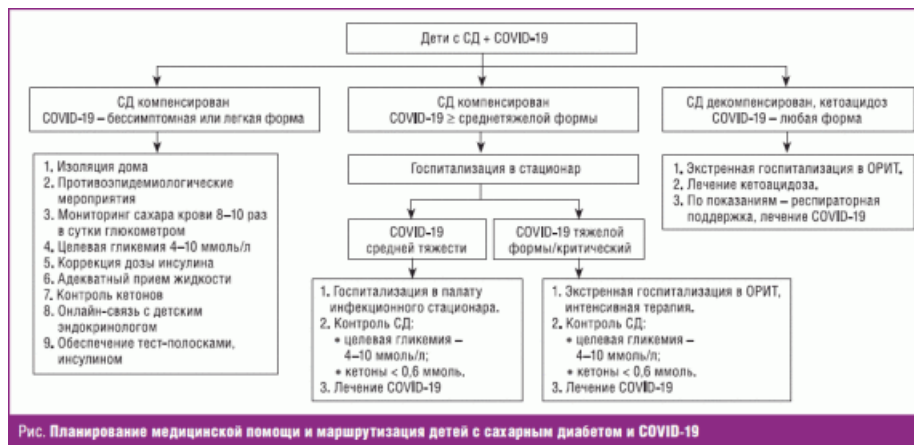 Дети с СД + COVID-19
СД компенсирован
COVID-19 – бессимптомная или легкая форма
СД компенсирован
COVID-19 ≥ среднетяжелой формы
СД декомпенсирован, кетоацидоз
COVID-19 – любая форма
1. Изоляция дома
2. Противоэпидемиологические
мероприятия
3. Мониторинг сахара крови 8–10 раз
в сутки глюкометром
4. Целевая гликемия 4–10 ммоль/л
5. Коррекция дозы инсулина
6. Адекватный прием жидкости
7. Контроль кетонов
8. Онлайн-связь с детским
эндокринологом
9. Обеспечение тест-полосками,
инсулином
Госпитализация в стационар
COVID-19
средней тяжести
COVID-19 тяжелой
формы/критический
1. Госпитализация в палату
инфекционного стационара.
2. Контроль СД:
• целевая гликемия –
4–10 ммоль/л;
• кетоны < 0,6 ммоль.
3. Лечение COVID-19
1. Экстренная госпитализация в ОРИТ,
интенсивная терапия.
2. Контроль СД:
• целевая гликемия –
4–10 ммоль/л;
• кетоны < 0,6 ммоль.
3. Лечение COVID-19
1. Экстренная госпитализация в ОРИТ.
2. Лечение кетоацидоза.
3. По показаниям – респираторная
поддержка, лечение COVID-19
Рис. Планирование медицинской помощи и маршрутизация детей с сахарным диабетом и COVID-19